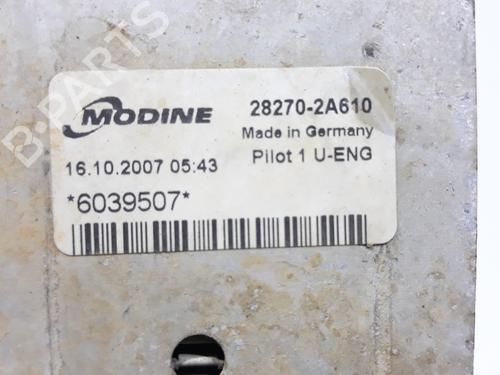 B-PARTS
MODINE
28270-2A610
Made in Germany
16.10.2007 05:43
Pilot 1 U-ENG
*6039507*